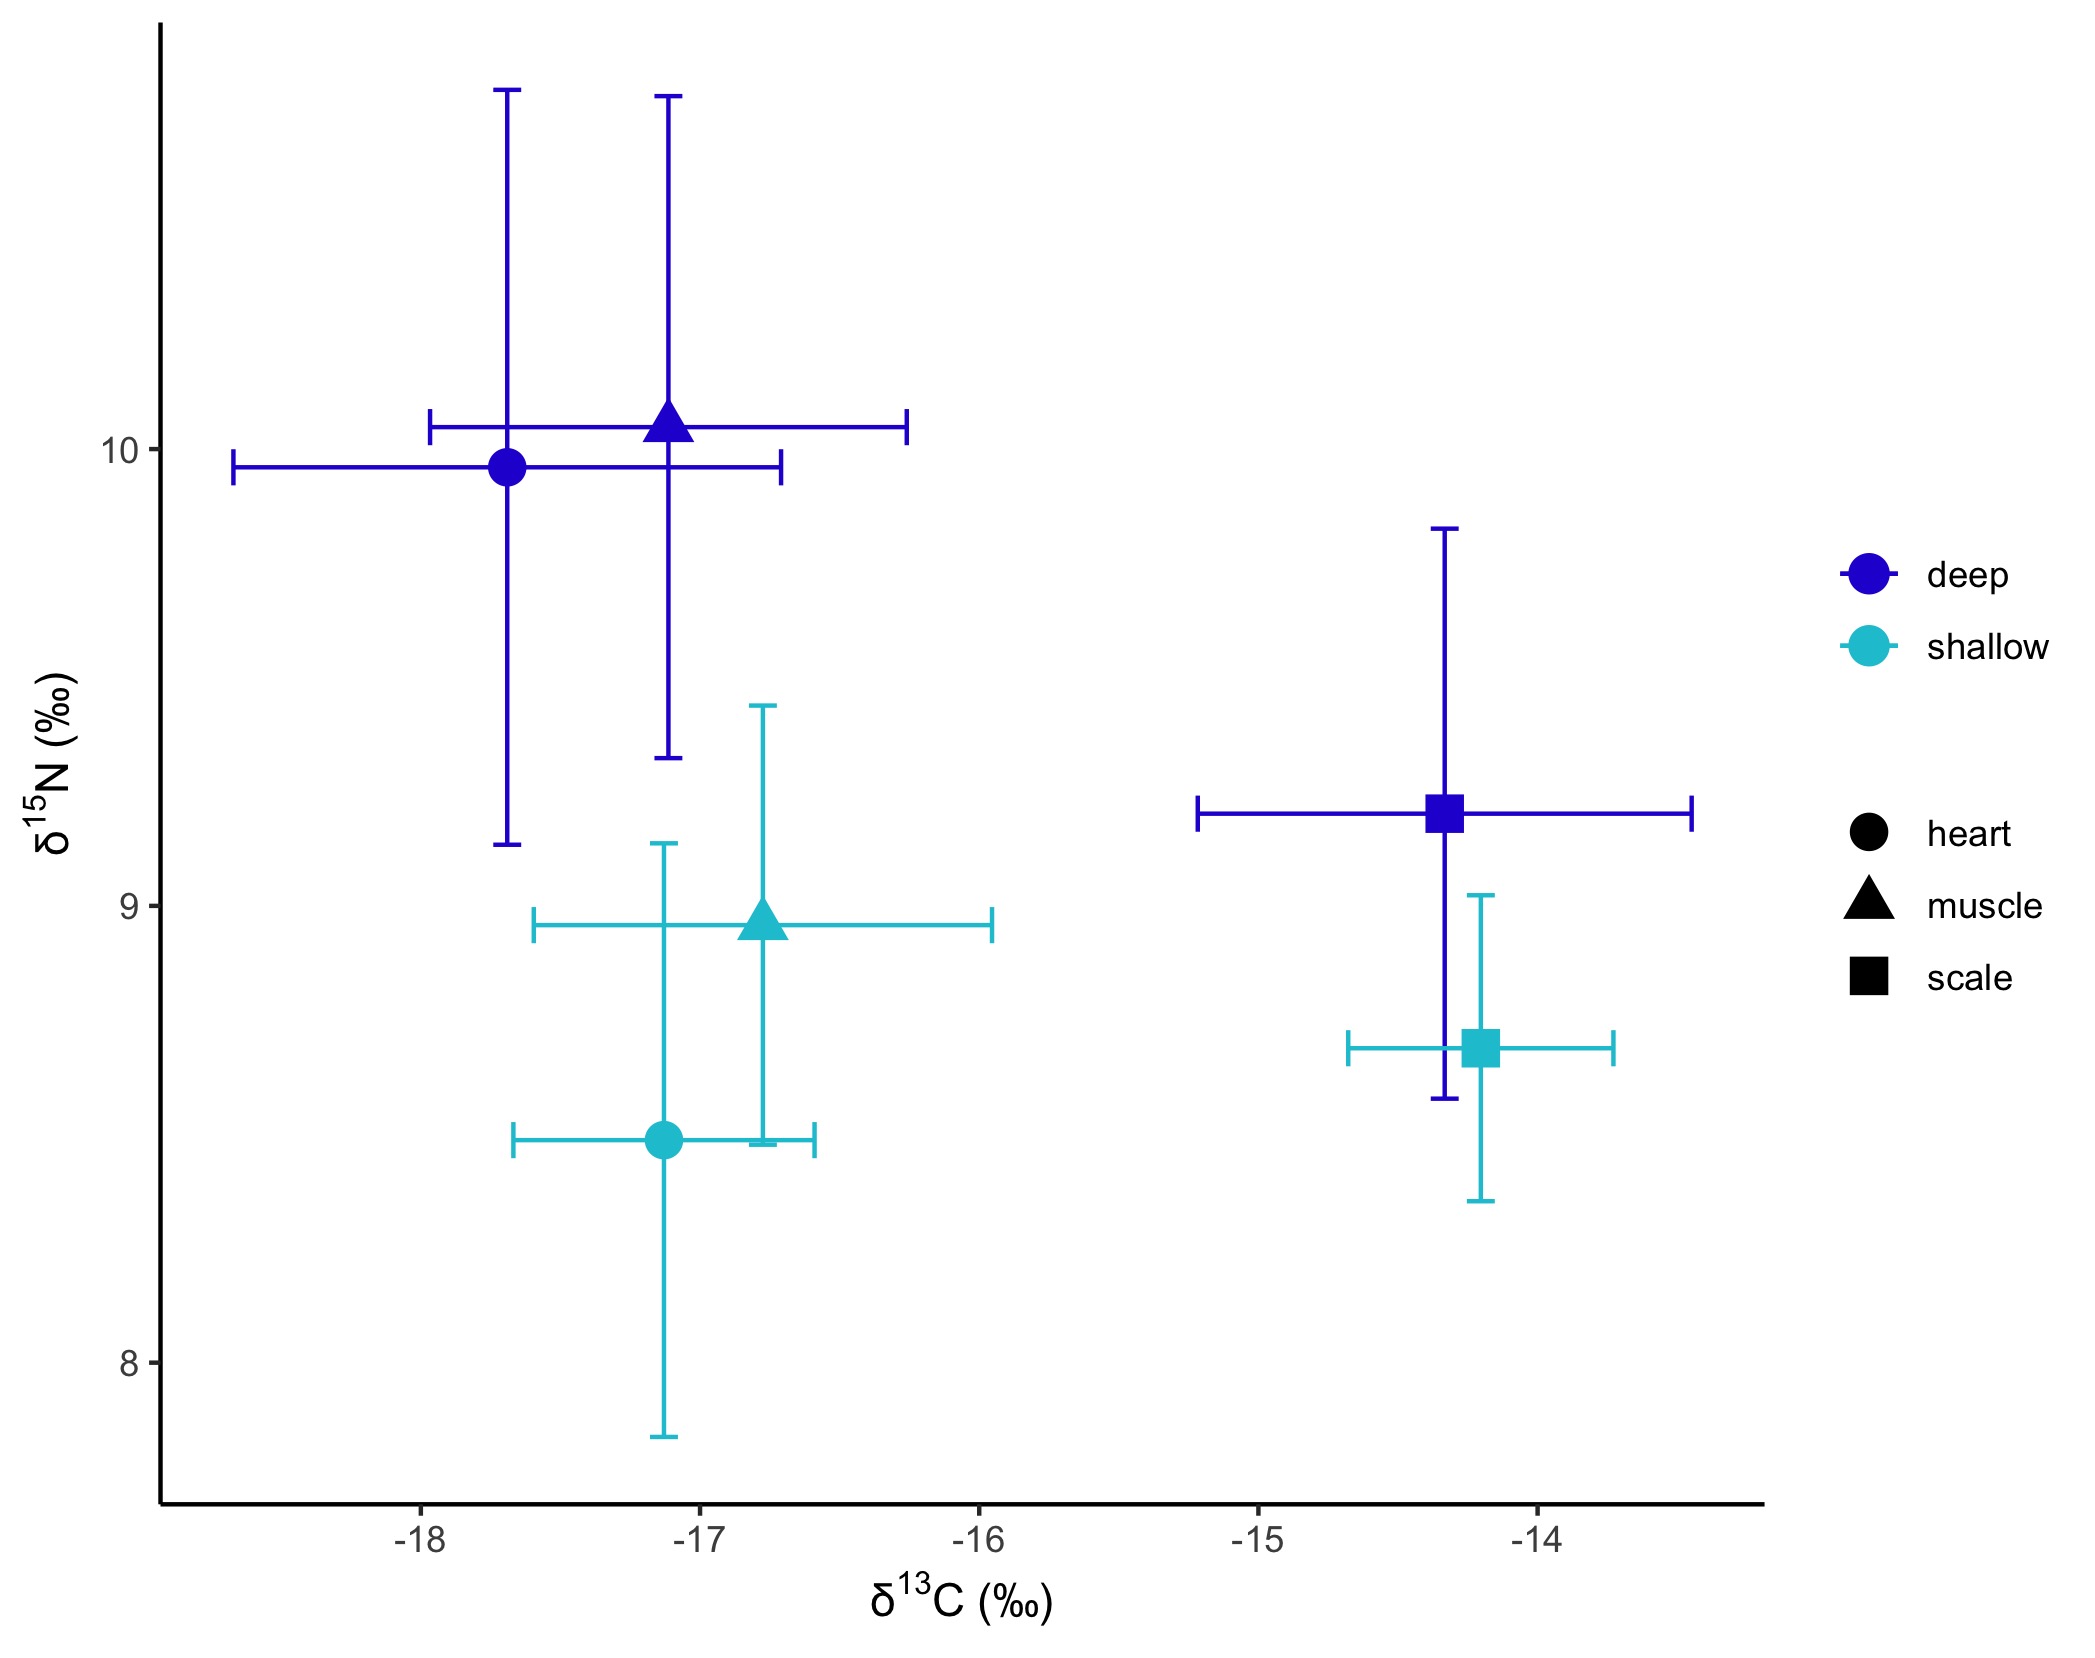 10
9
8
δ¹⁵N (‰)
-18 -17 -16 -15 -14
δ¹³C (‰)
deep
shallow
heart
muscle
scale